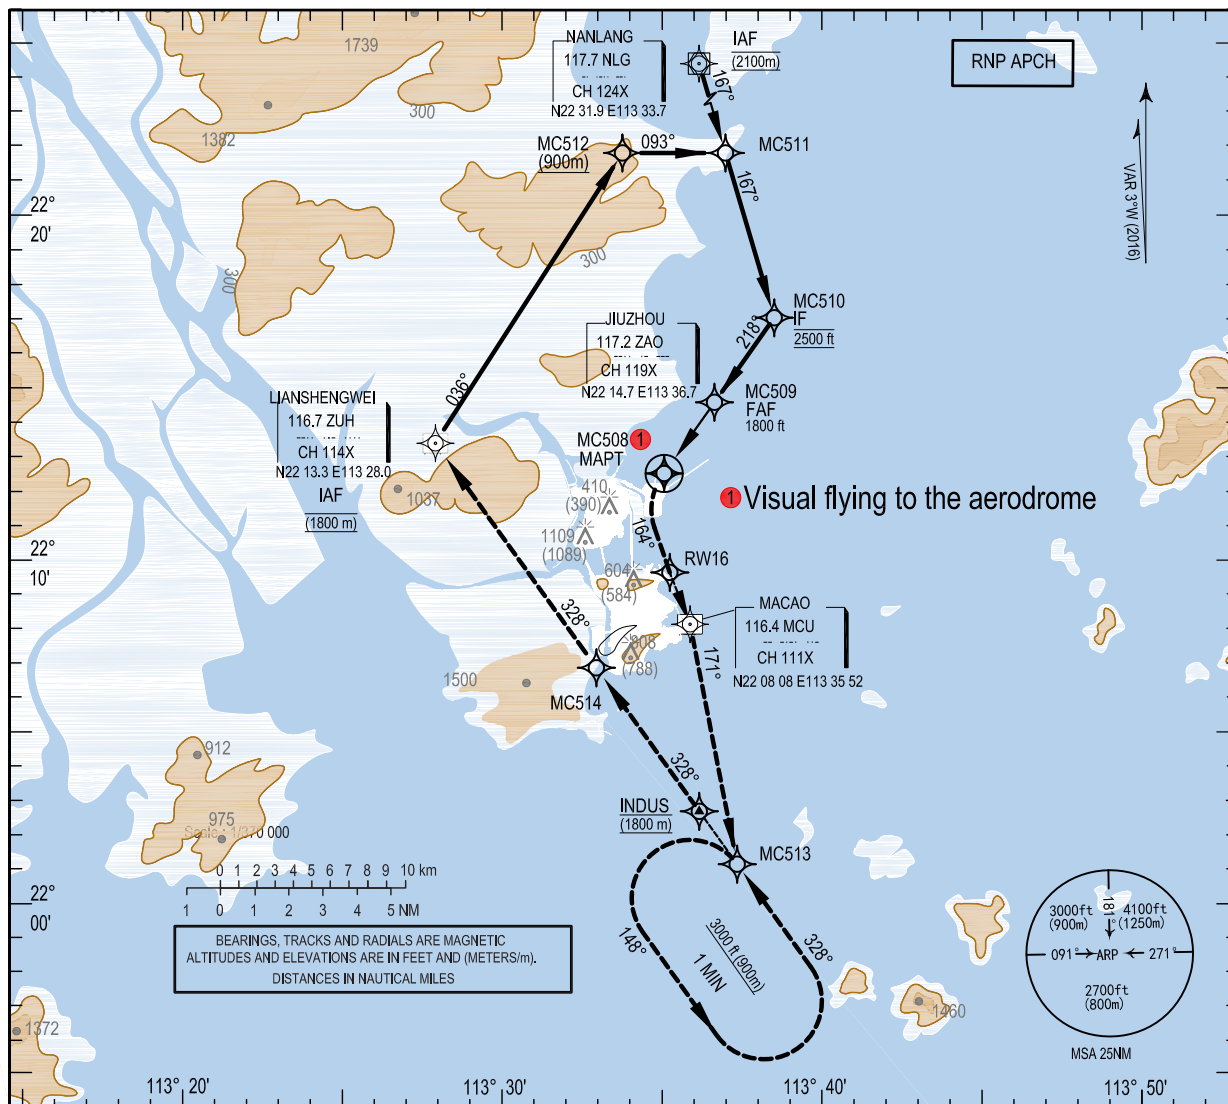 1739
1382
300
NANLANG
117.7 NLG
CH 124X
N22 31.9 E113 33.7
IAF
(2100m)
167°
RNP APCH
VAR 3°W (2016)
MC512
(900m)
093°
MC511
167°
22°
20'
300
300
MC510
IF
2500 ft
218°
JIUZHOU
117.2 ZAO
CH 119X
N22 14.7 E113 36.7
MC509
FAF
1800 ft
036°
LIANSHENGWEI
116.7 ZUH
CH 114X
N22 13.3 E113 28.0
IAF
(1800 m)
MC508 1
MAPT
1 Visual flying to the aerodrome
1037
410
(390)
1109
(1089)
164°
604
(584)
RW16
22°
10'
MACAO
116.4 MCU
CH 111X
N22 08 08 E113 35 52
328°
808
(788)
171°
1500
MC514
912
975
328°
INDUS
(1800 m)
MC513
Scale : 1/370 000
0 1 2 3 4 5 6 7 8 9 10 km
1 0 1 2 3 4 5 NM
22°
00'
BEARINGS, TRACKS AND RADIALS ARE MAGNETIC
ALTITUDES AND ELEVATIONS ARE IN FEET AND (METERS/m).
DISTANCES IN NAUTICAL MILES
148°
3000 ft (900m)
1 MIN
328°
3000ft
(900m)
181°
4100ft
(1250m)
091° ARP 271°
2700ft
(800m)
MSA 25NM
1460
1372
113° 20'
113° 30'
113° 40'
113° 50'